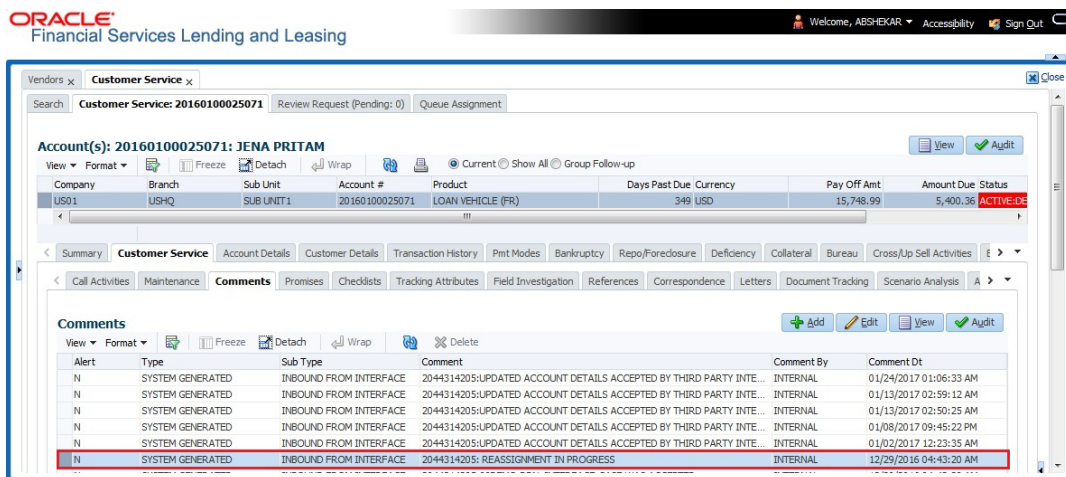 ORACLE
Welcome, ABSHEKAR Accessibility Sign Out
Financial Services Lending and Leasing
Close
Vendors x Customer Service x
Search Customer Service: 20160100025071 Review Request (Pending: 0) Queue Assignment
Account(s): 20160100025071: JENA PRITAM View Audit
View Format Freeze Detach Wrap Current Show All Group Follow-up
Company Branch Sub Unit Account # Product Days Past Due Currency Pay Off Amt Amount Due Status
US01 USHQ SUB UNIT1 20160100025071 LOAN VEHICLE (FR) 349 USD 15,748.99 5,400.36 ACTIVE:DE
Summary Customer Service Account Details Customer Details Transaction History Pmt Modes Bankruptcy Repo/Foreclosure Deficiency Collateral Bureau Cross/Up Sell Activities
Call Activities Maintenance Comments Promises Checklists Tracking Attributes Field Investigation References Correspondence Letters Document Tracking Scenario Analysis A
Comments Add Edit View Audit
View Format Freeze Detach Wrap Delete
Alert Type Sub Type Comment Comment By Comment Dt
N SYSTEM GENERATED INBOUND FROM INTERFACE 2044314205:UPDATED ACCOUNT DETAILS ACCEPTED BY THIRD PARTY INTE... INTERNAL 01/24/2017 01:06:33 AM
N SYSTEM GENERATED INBOUND FROM INTERFACE 2044314205:UPDATED ACCOUNT DETAILS ACCEPTED BY THIRD PARTY INTE... INTERNAL 01/13/2017 02:59:12 AM
N SYSTEM GENERATED INBOUND FROM INTERFACE 2044314205:UPDATED ACCOUNT DETAILS ACCEPTED BY THIRD PARTY INTE... INTERNAL 01/13/2017 02:50:25 AM
N SYSTEM GENERATED INBOUND FROM INTERFACE 2044314205:UPDATED ACCOUNT DETAILS ACCEPTED BY THIRD PARTY INTE... INTERNAL 01/08/2017 09:45:22 PM
N SYSTEM GENERATED INBOUND FROM INTERFACE 2044314205:UPDATED ACCOUNT DETAILS ACCEPTED BY THIRD PARTY INTE... INTERNAL 01/02/2017 12:23:35 AM
N SYSTEM GENERATED INBOUND FROM INTERFACE 2044314205: REASSIGNMENT IN PROGRESS INTERNAL 12/29/2016 04:43:20 AM